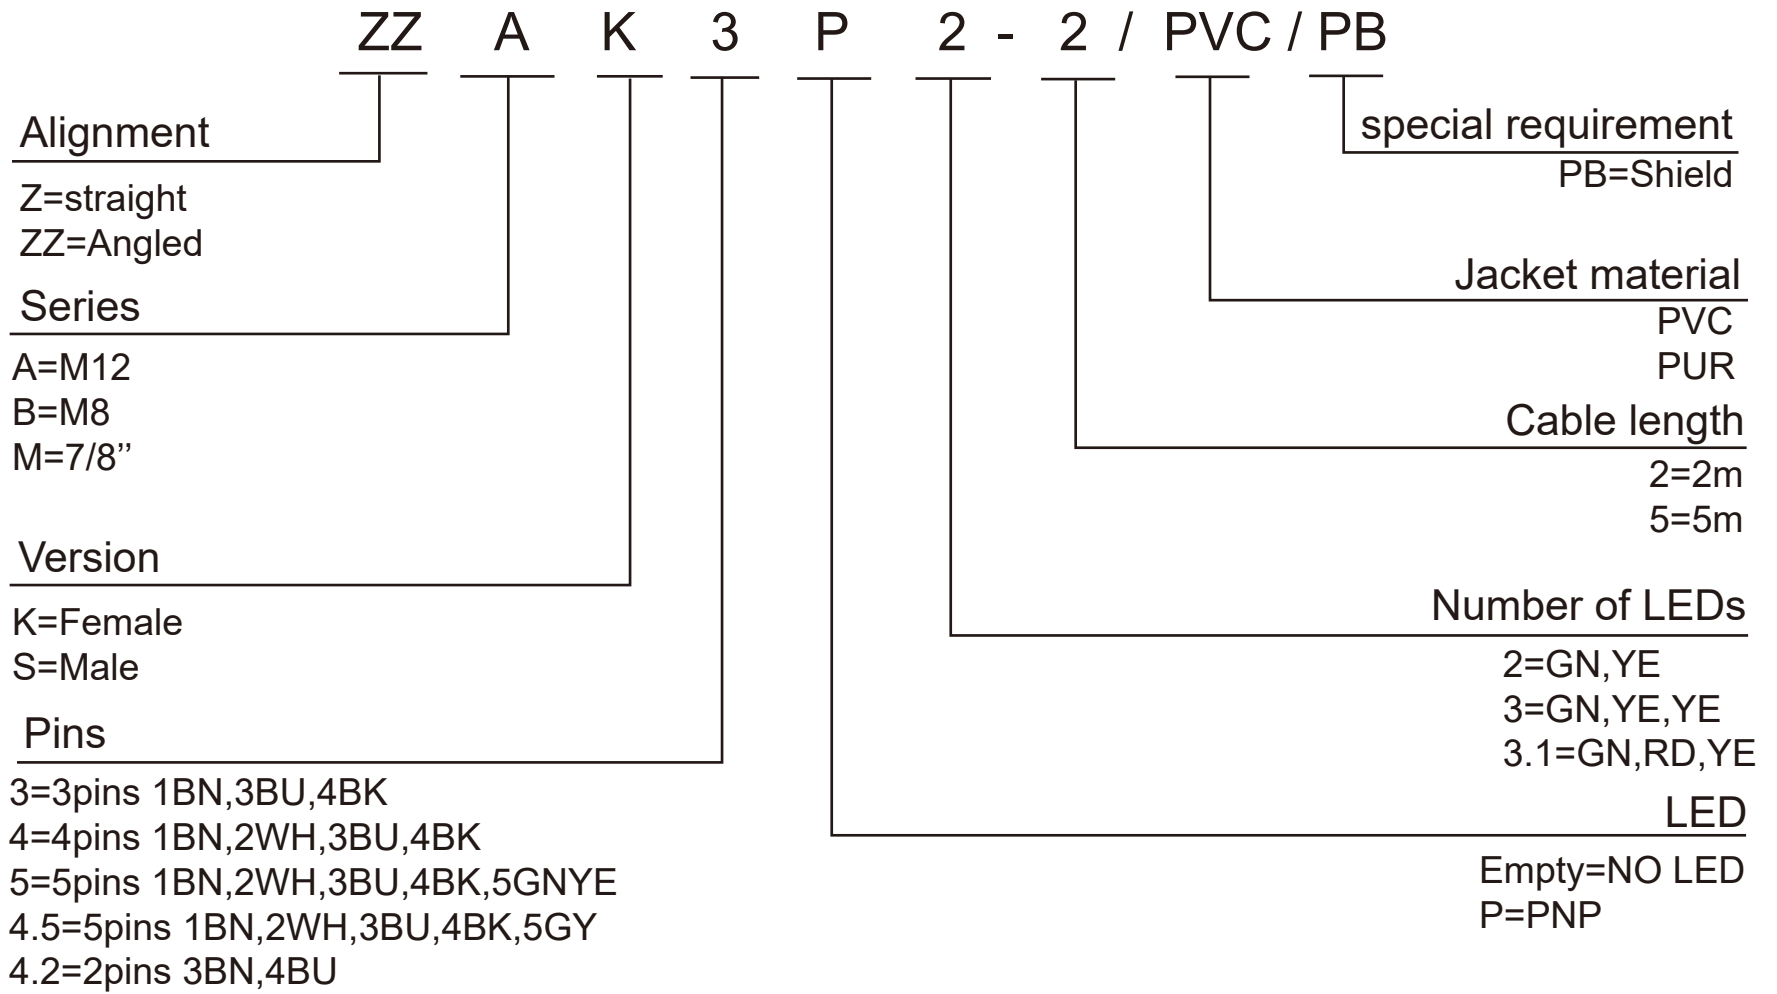 ZZ A K 3 P 2 - 2 / PVC / PB
Alignment
Z=straight
ZZ=Angled
Series
A=M12
B=M8
M=7/8’’
Version
K=Female
S=Male
Pins
3=3pins 1BN,3BU,4BK
4=4pins 1BN,2WH,3BU,4BK
5=5pins 1BN,2WH,3BU,4BK,5GNYE
4.5=5pins 1BN,2WH,3BU,4BK,5GY
4.2=2pins 3BN,4BU
special requirement
PB=Shield
Jacket material
PVC
PUR
Cable length
2=2m
5=5m
Number of LEDs
2=GN,YE
3=GN,YE,YE
3.1=GN,RD,YE
LED
Empty=NO LED
P=PNP